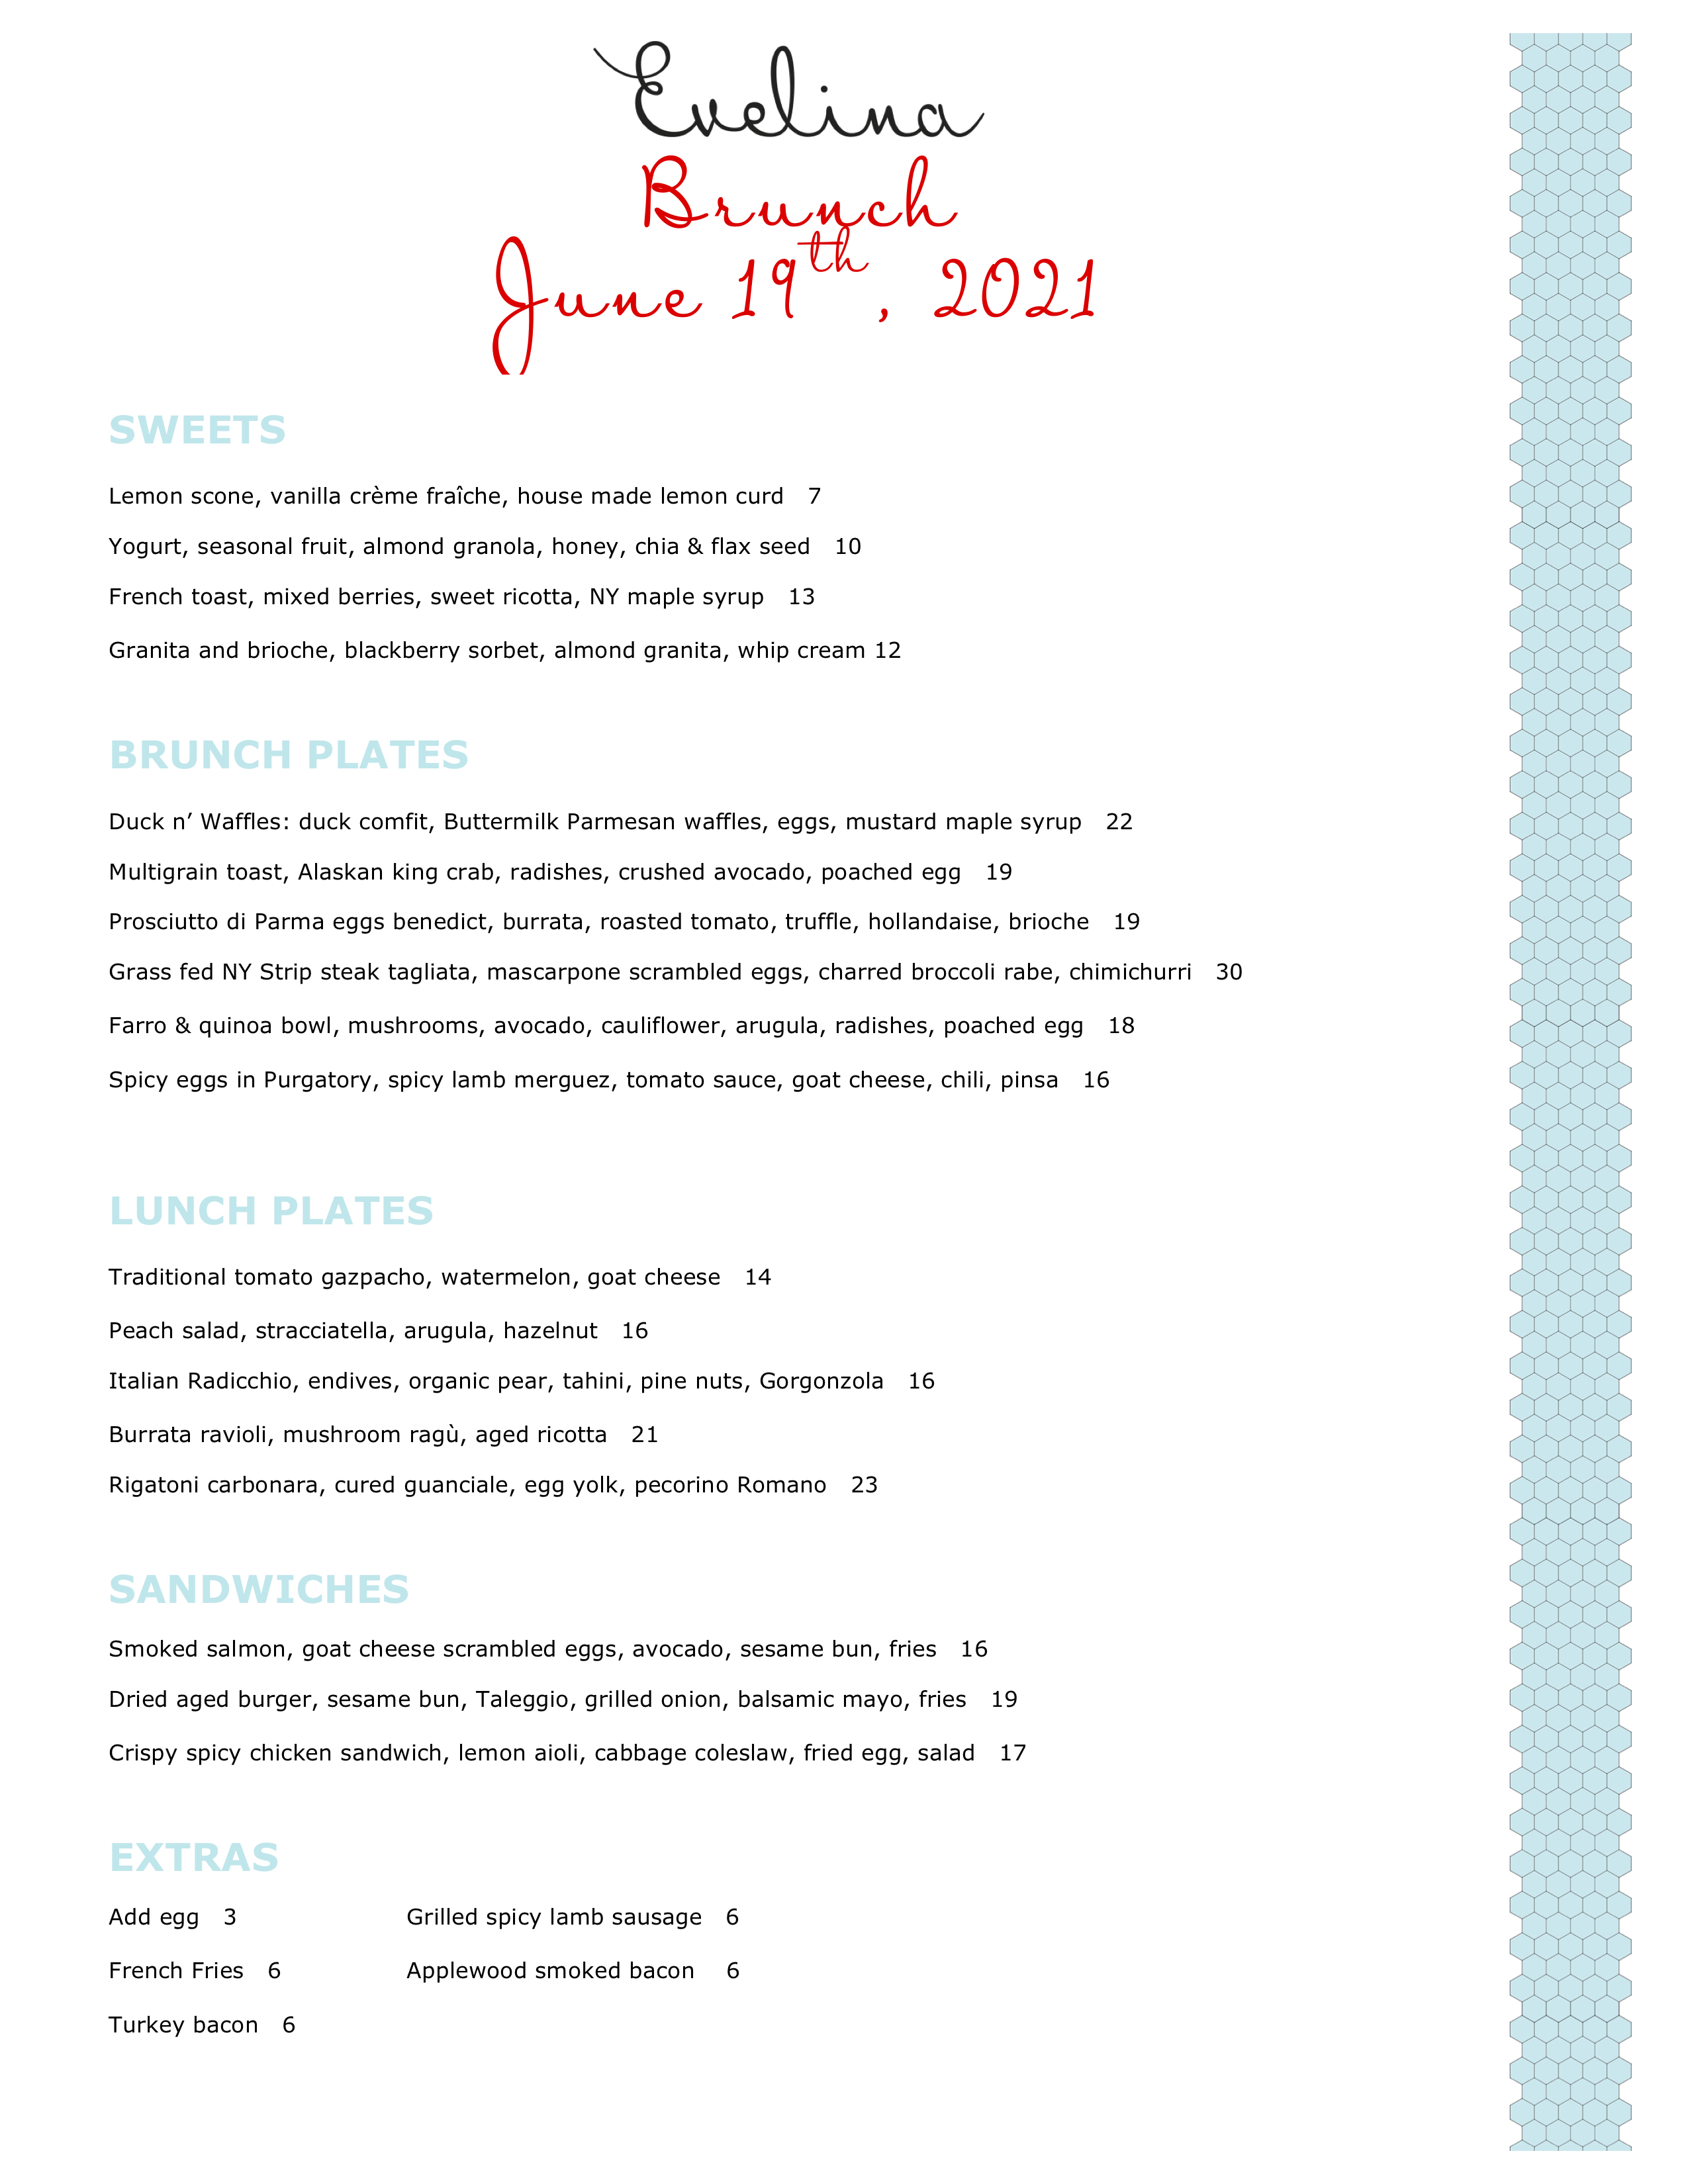 Evelina
Brunch
June 19th, 2021
SWEETS
Lemon scone, vanilla crème fraîche, house made lemon curd 7
Yogurt, seasonal fruit, almond granola, honey, chia & flax seed 10
French toast, mixed berries, sweet ricotta, NY maple syrup 13
Granita and brioche, blackberry sorbet, almond granita, whip cream 12
BRUNCH PLATES
Duck n’ Waffles: duck comfit, Buttermilk Parmesan waffles, eggs, mustard maple syrup 22
Multigrain toast, Alaskan king crab, radishes, crushed avocado, poached egg 19
Prosciutto di Parma eggs benedict, burrata, roasted tomato, truffle, hollandaise, brioche 19
Grass fed NY Strip steak tagliata, mascarpone scrambled eggs, charred broccoli rabe, chimichurri 30
Farro & quinoa bowl, mushrooms, avocado, cauliflower, arugula, radishes, poached egg 18
Spicy eggs in Purgatory, spicy lamb merguez, tomato sauce, goat cheese, chili, pinsa 16
LUNCH PLATES
Traditional tomato gazpacho, watermelon, goat cheese 14
Peach salad, stracciatella, arugula, hazelnut 16
Italian Radicchio, endives, organic pear, tahini, pine nuts, Gorgonzola 16
Burrata ravioli, mushroom ragù, aged ricotta 21
Rigatoni carbonara, cured guanciale, egg yolk, pecorino Romano 23
SANDWICHES
Smoked salmon, goat cheese scrambled eggs, avocado, sesame bun, fries 16
Dried aged burger, sesame bun, Taleggio, grilled onion, balsamic mayo, fries 19
Crispy spicy chicken sandwich, lemon aioli, cabbage coleslaw, fried egg, salad 17
EXTRAS
Add egg 3 Grilled spicy lamb sausage 6
French Fries 6 Applewood smoked bacon 6
Turkey bacon 6